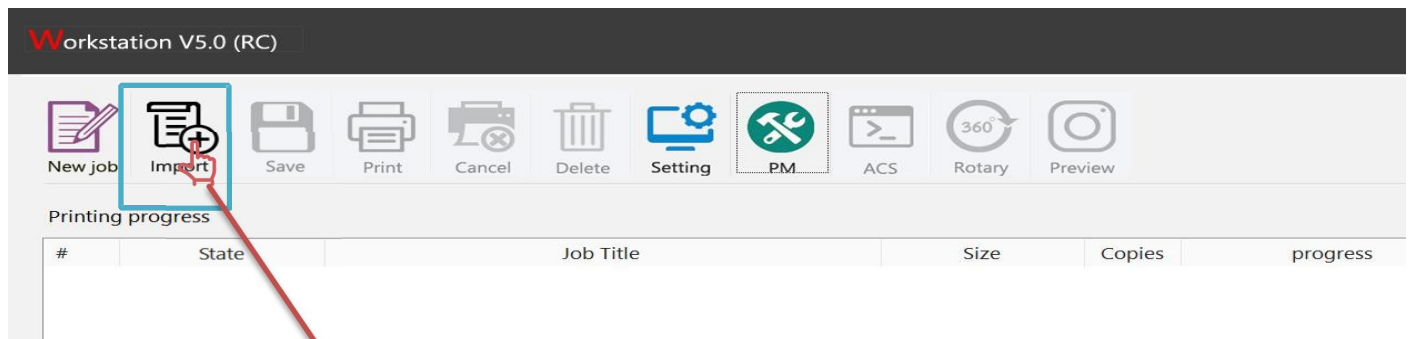 Workstation V5.0 (RC)
New job Import Save Print Cancel Delete Setting PM ACS 360° Rotary Preview
Printing progress
# State Job Title Size Copies progress